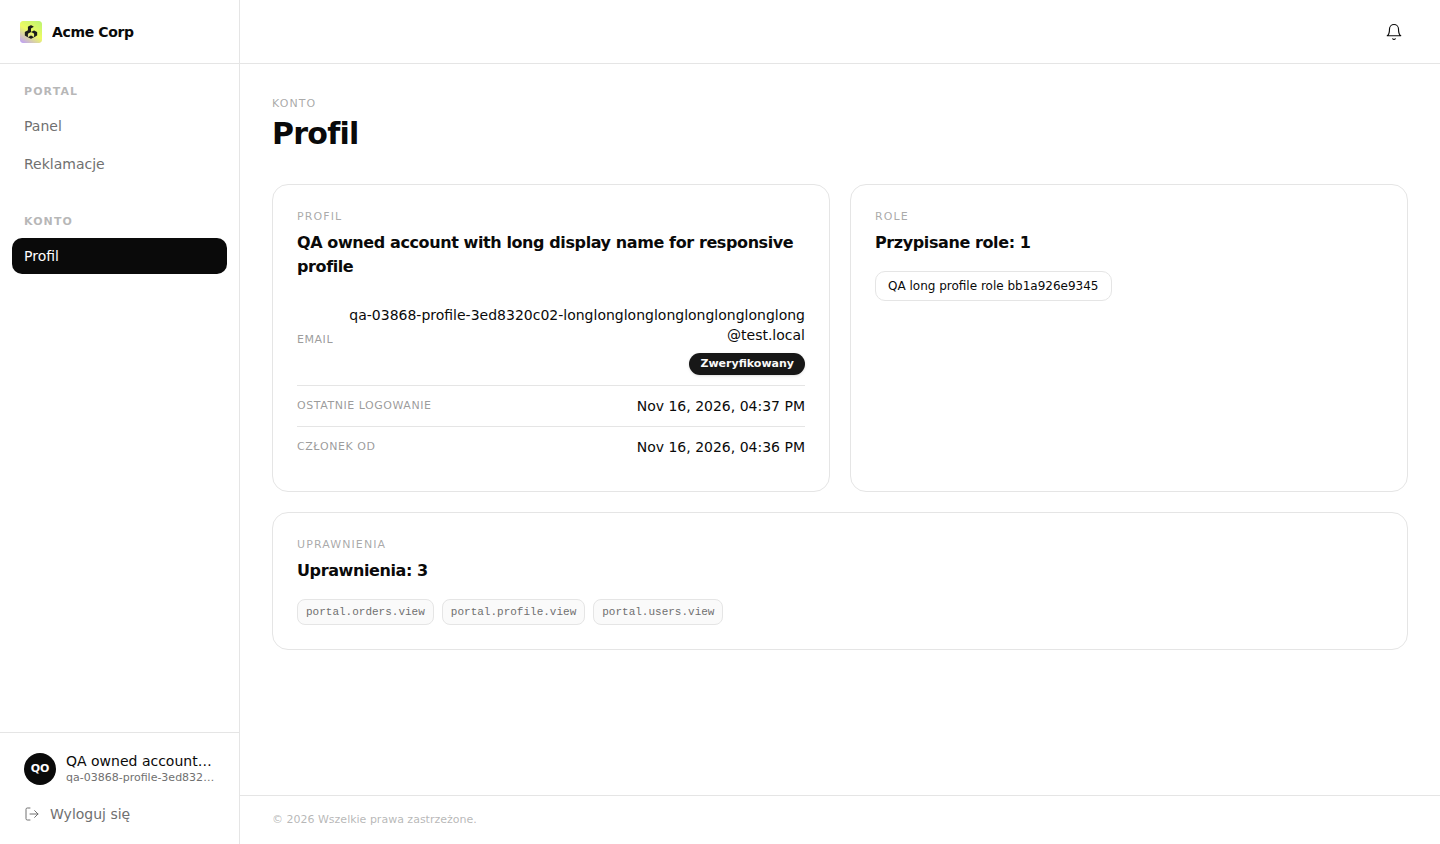 Acme Corp
PORTAL
Panel
Reklamacje
KONTO
Profil
QA owned account…
qa-03868-profile-3ed832…
Wyloguj się
KONTO
Profil
PROFIL
QA owned account with long display name for responsive
profile
EMAIL
qa-03868-profile-3ed8320c02-longlonglonglonglonglonglonglong
@test.local
Zweryfikowany
OSTATNIE LOGOWANIE
Nov 16, 2026, 04:37 PM
CZŁONEK OD
Nov 16, 2026, 04:36 PM
ROLE
Przypisane role: 1
QA long profile role bb1a926e9345
UPRAWNIENIA
Uprawnienia: 3
portal.orders.view
portal.profile.view
portal.users.view
© 2026 Wszelkie prawa zastrzeżone.
QO